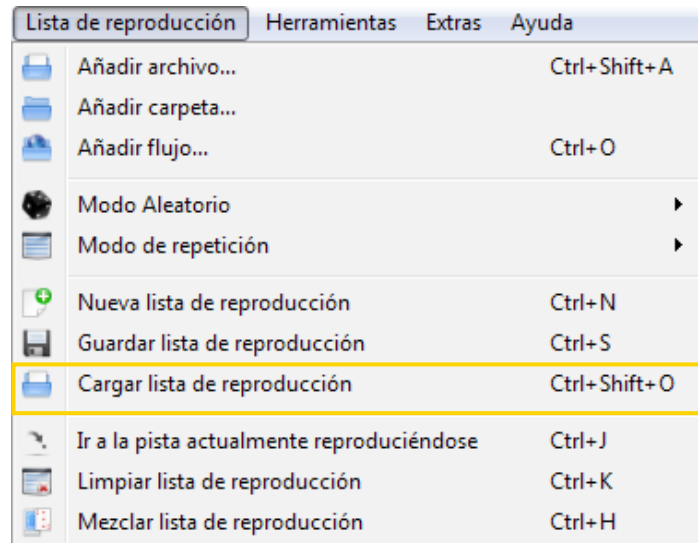 Lista de reproducción Herramientas Extras Ayuda
Añadir archivo... Ctrl+Shift+A
Añadir carpeta...
Añadir flujo... Ctrl+O
Modo Aleatorio
Modo de repetición
Nueva lista de reproducción Ctrl+N
Guardar lista de reproducción Ctrl+S
Cargar lista de reproducción Ctrl+Shift+O
Ir a la pista actualmente reproduciéndose Ctrl+J
Limpiar lista de reproducción Ctrl+K
Mezclar lista de reproducción Ctrl+H